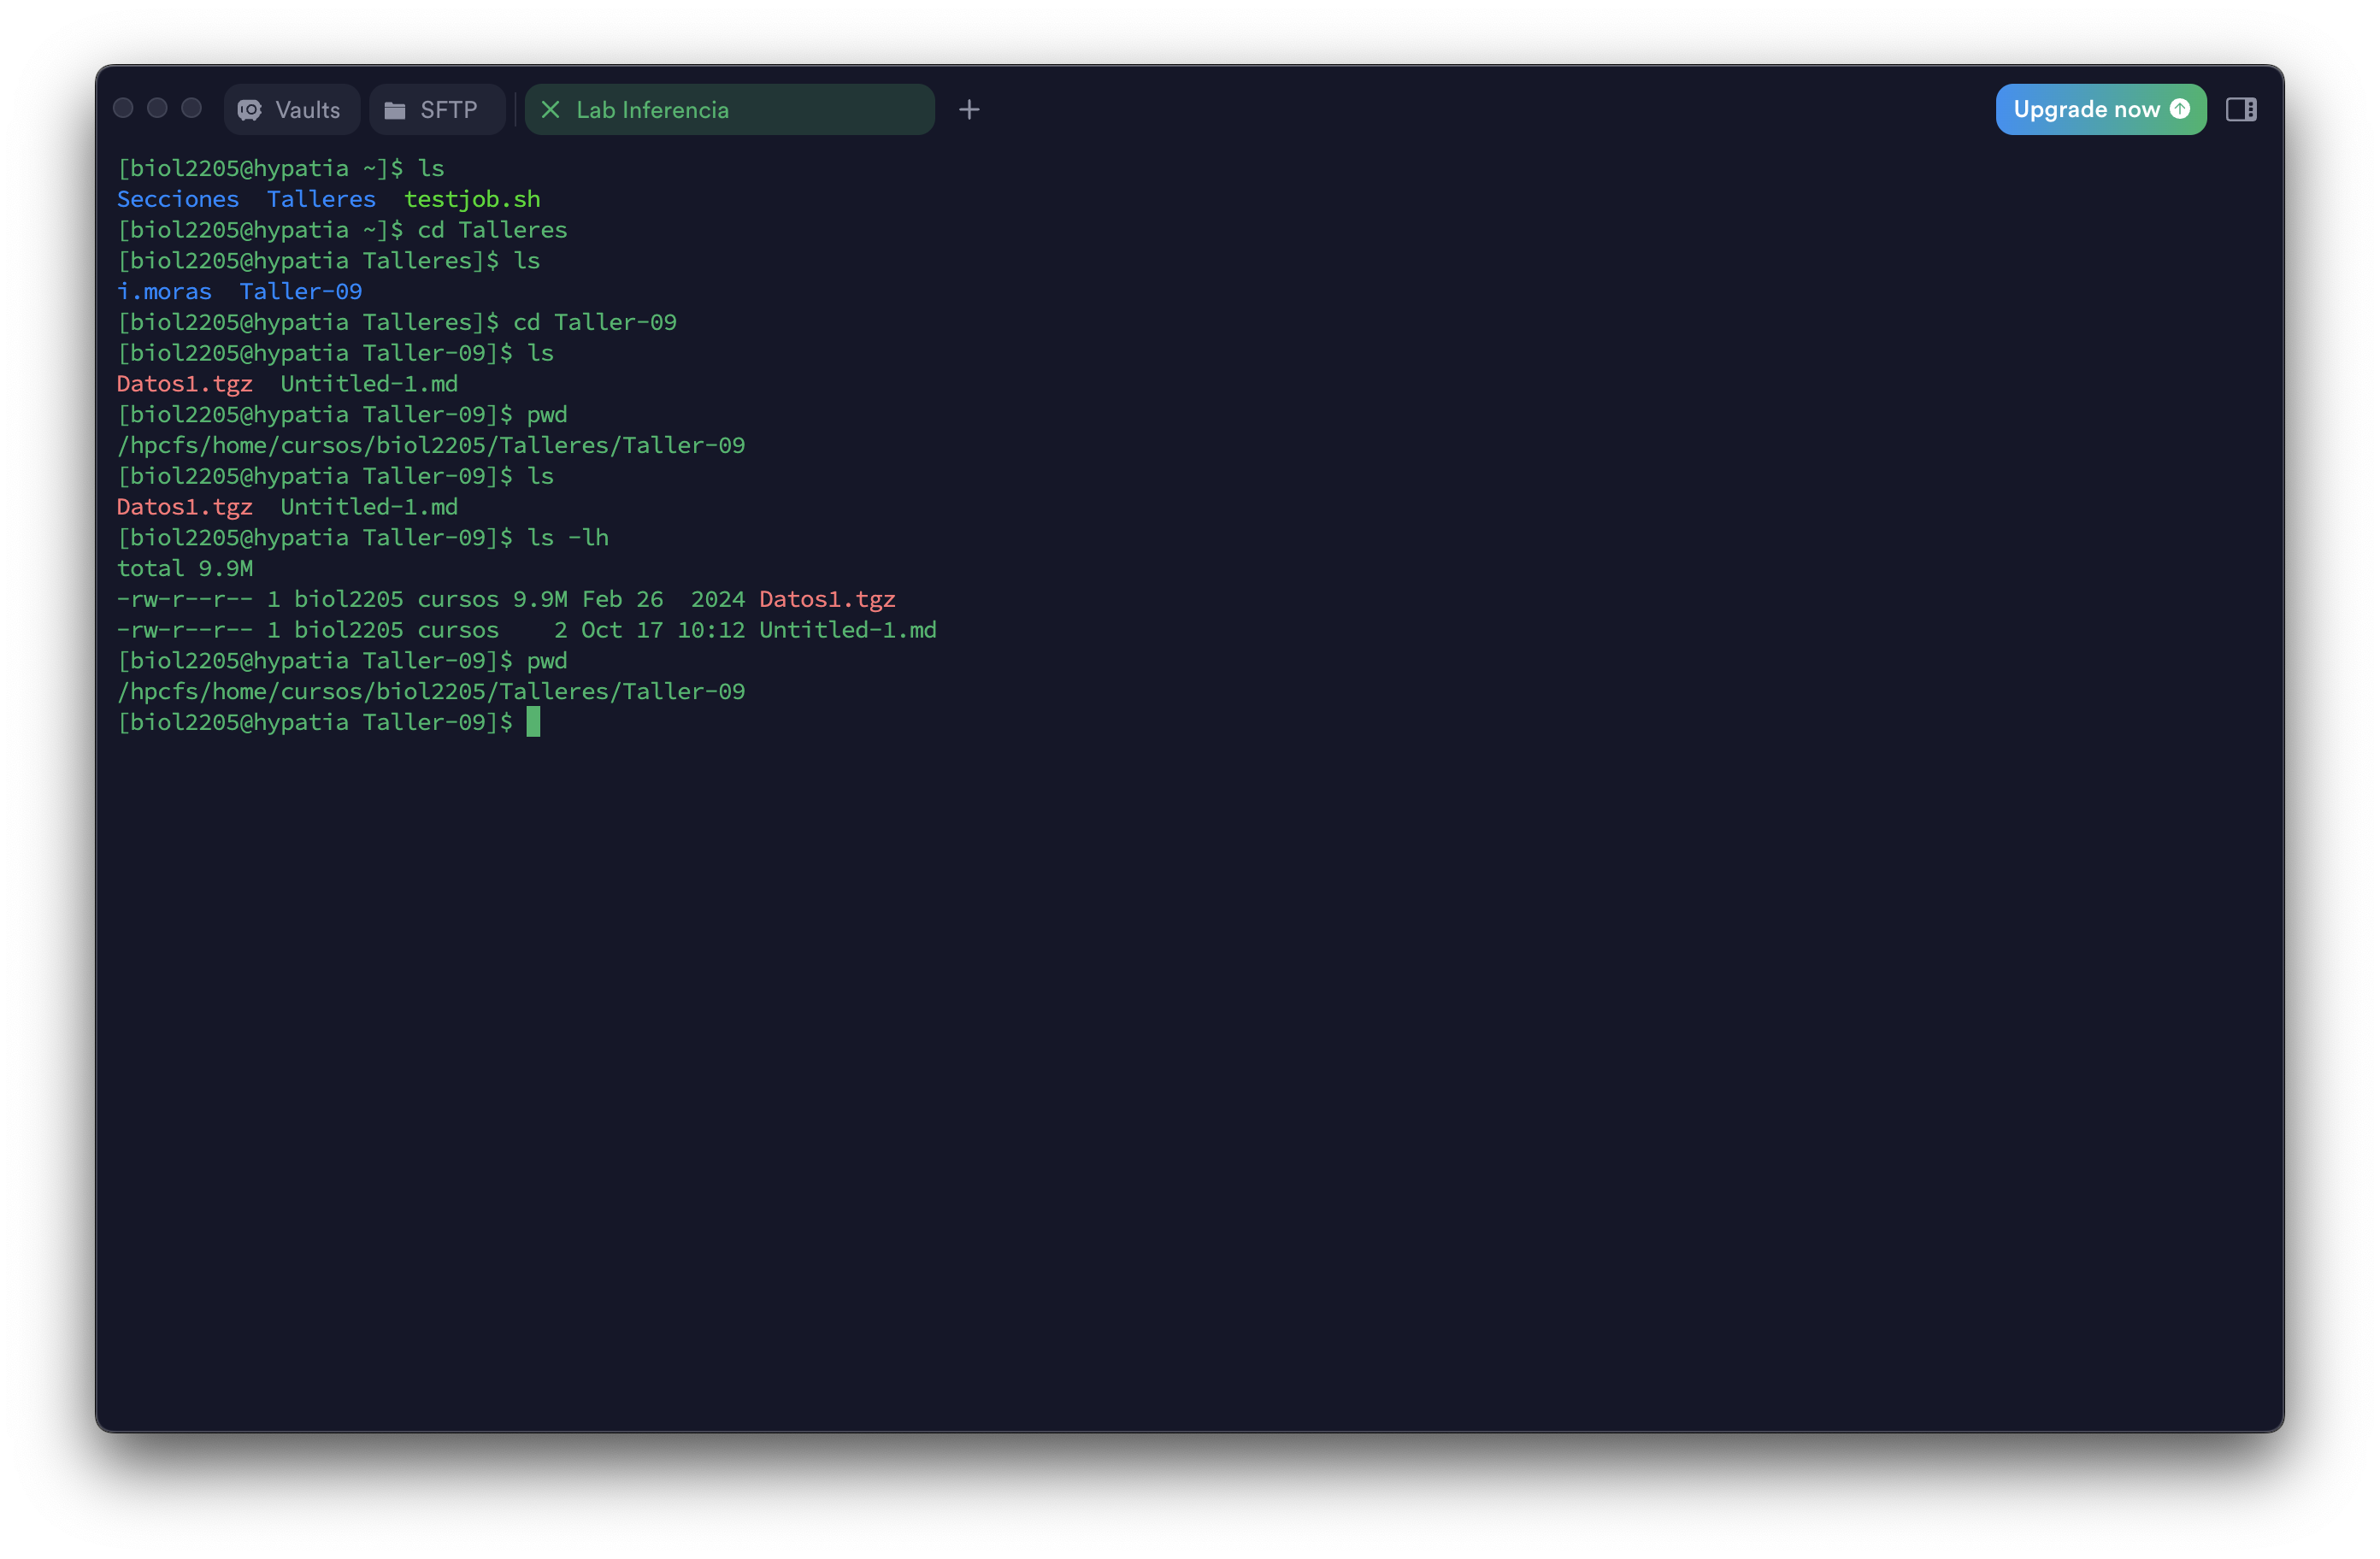 Vaults SFTP Lab Inferencia Upgrade now
[biol2205@hypatia ~]$ ls
Secciones  Talleres  testjob.sh
[biol2205@hypatia ~]$ cd Talleres
[biol2205@hypatia Talleres]$ ls
i.moras  Taller-09
[biol2205@hypatia Talleres]$ cd Taller-09
[biol2205@hypatia Taller-09]$ ls
Datos1.tgz  Untitled-1.md
[biol2205@hypatia Taller-09]$ pwd
/hpcfs/home/cursos/biol2205/Talleres/Taller-09
[biol2205@hypatia Taller-09]$ ls
Datos1.tgz  Untitled-1.md
[biol2205@hypatia Taller-09]$ ls -lh
total 9.9M
-rw-r--r-- 1 biol2205 cursos 9.9M Feb 26  2024 Datos1.tgz
-rw-r--r-- 1 biol2205 cursos    2 Oct 17 10:12 Untitled-1.md
[biol2205@hypatia Taller-09]$ pwd
/hpcfs/home/cursos/biol2205/Talleres/Taller-09
[biol2205@hypatia Taller-09]$